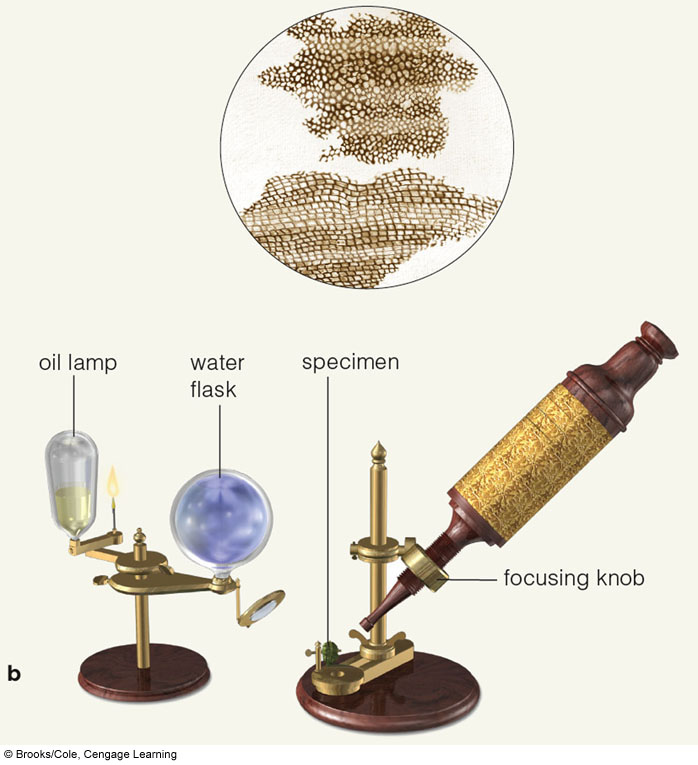 oil lamp
water
flask
specimen
focusing knob
b
© Brooks/Cole, Cengage Learning